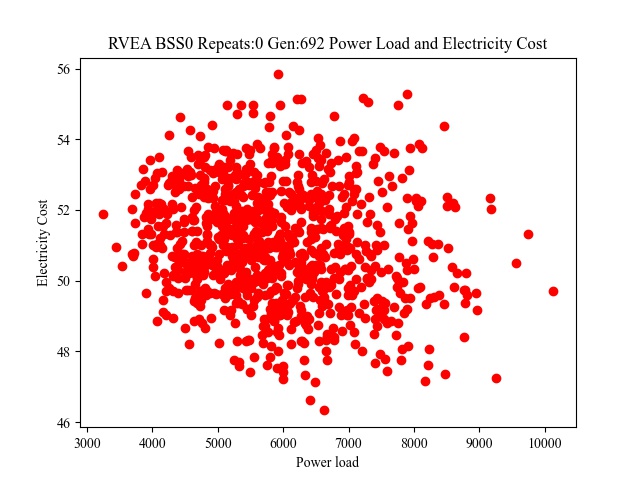 RVEA BSS0 Repeats:0 Gen:692 Power Load and Electricity Cost
56
54
52
50
48
46
Electricity Cost
3000 4000 5000 6000 7000 8000 9000 10000
Power load